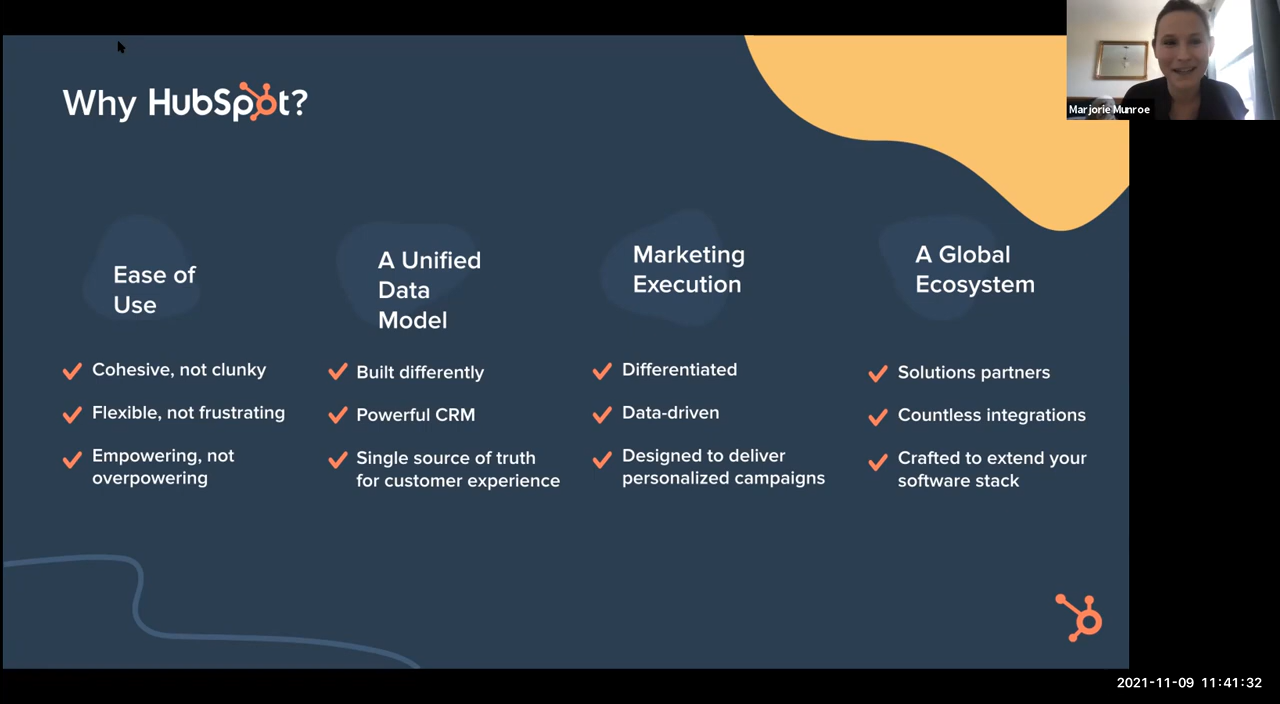 Why HubSpot?
Marjorie Munroe
Ease of
Use
Cohesive, not clunky
Flexible, not frustrating
Empowering, not
overpowering
A Unified
Data
Model
Built differently
Powerful CRM
Single source of truth
for customer experience
Marketing
Execution
Differentiated
Data-driven
Designed to deliver
personalized campaigns
A Global
Ecosystem
Solutions partners
Countless integrations
Crafted to extend your
software stack
2021-11-09 11:41:32